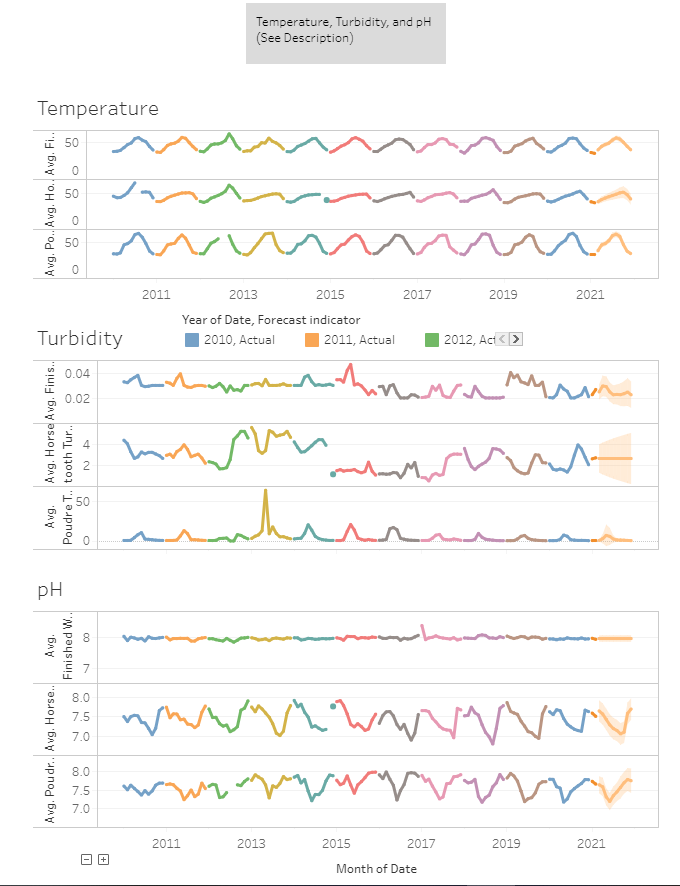 Temperature, Turbidity, and pH
(See Description)
Temperature
Avg. Fi..
50
0
Avg. Ho..
50
0
Avg. Po..
50
0
2011 2013 2015 2017 2019 2021
Year of Date, Forecast indicator
Turbidity
2010, Actual 2011, Actual 2012, Act
Avg. Finis..
0.04
0.02
Avg. Horse
tooth Tur..
4
2
Avg.
Poudre T..
50
0
pH
Avg.
Finished W..
8
7
Avg. Horse..
8.0
7.5
7.0
Avg. Poudr..
8.0
7.5
7.0
2011 2013 2015 2017 2019 2021
Month of Date